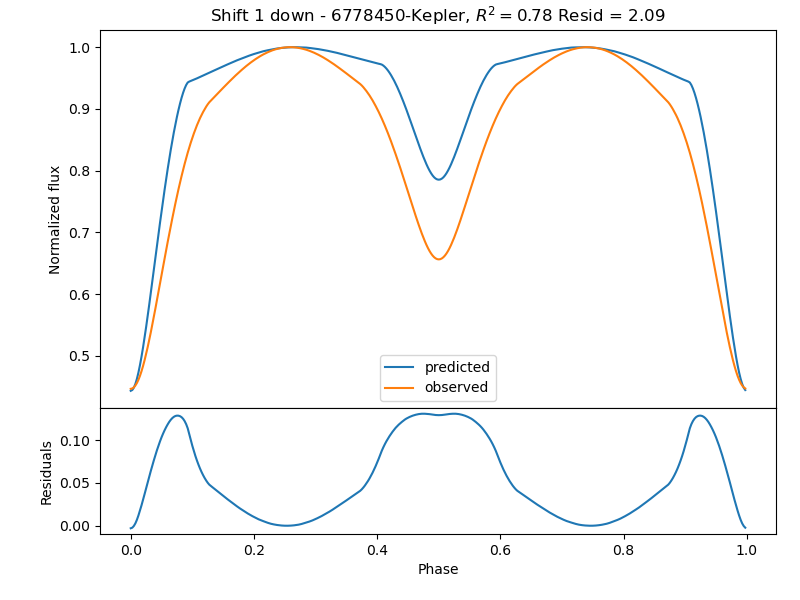 Shift 1 down - 6778450-Kepler, R² = 0.78 Resid = 2.09
Normalized flux
1.0
0.9
0.8
0.7
0.6
0.5
predicted
observed
Residuals
0.10
0.05
0.00
0.0 0.2 0.4 0.6 0.8 1.0
Phase